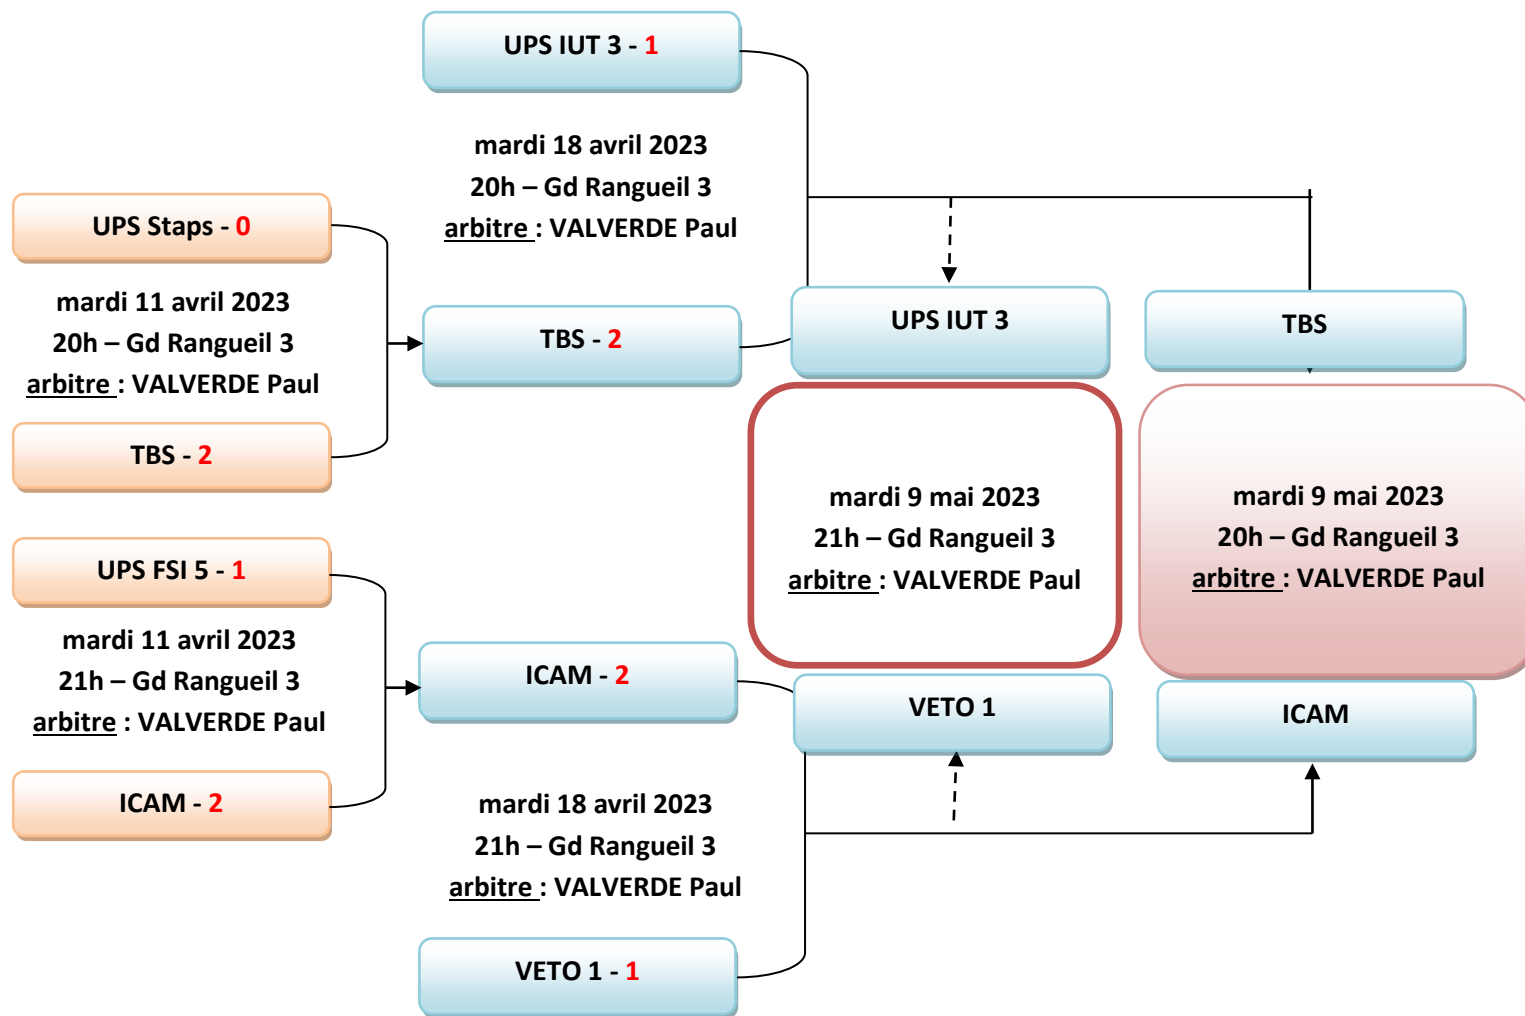 UPS IUT 3 - 1
mardi 18 avril 2023
20h – Gd Rangueil 3
arbitre : VALVERDE Paul
UPS Staps - 0
mardi 11 avril 2023
20h – Gd Rangueil 3
arbitre : VALVERDE Paul
TBS - 2
TBS - 2
UPS IUT 3
TBS
mardi 9 mai 2023
21h – Gd Rangueil 3
arbitre : VALVERDE Paul
mardi 9 mai 2023
20h – Gd Rangueil 3
arbitre : VALVERDE Paul
UPS FSI 5 - 1
mardi 11 avril 2023
21h – Gd Rangueil 3
arbitre : VALVERDE Paul
ICAM - 2
ICAM - 2
VETO 1
ICAM
mardi 18 avril 2023
21h – Gd Rangueil 3
arbitre : VALVERDE Paul
VETO 1 - 1